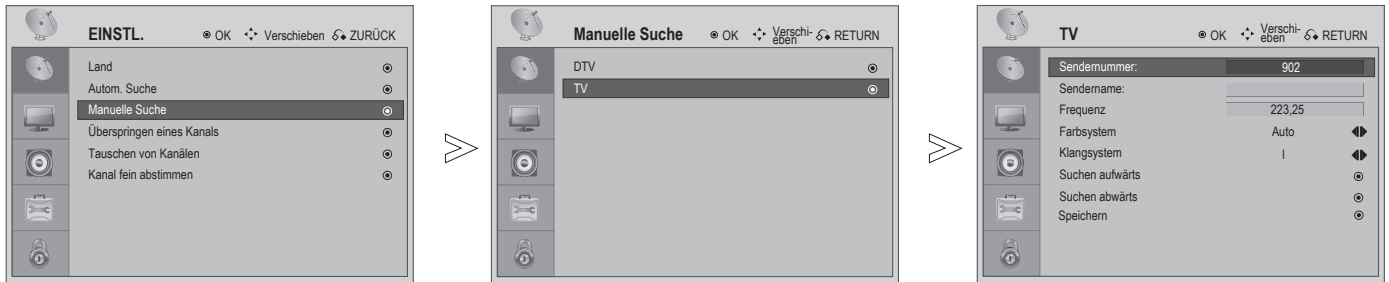 EINSTL. OK Verschieben ZURÜCK
Land
Autom. Suche
Manuelle Suche
Überspringen eines Kanals
Tauschen von Kanälen
Kanal fein abstimmen
Manuelle Suche OK Verschi-
eben RETURN
DTV
TV
TV OK Verschi-
eben RETURN
Sendernummer: 902
Sendername:
Frequenz 223,25
Farbsystem Auto
Klangsystem I
Suchen aufwärts
Suchen abwärts
Speichern